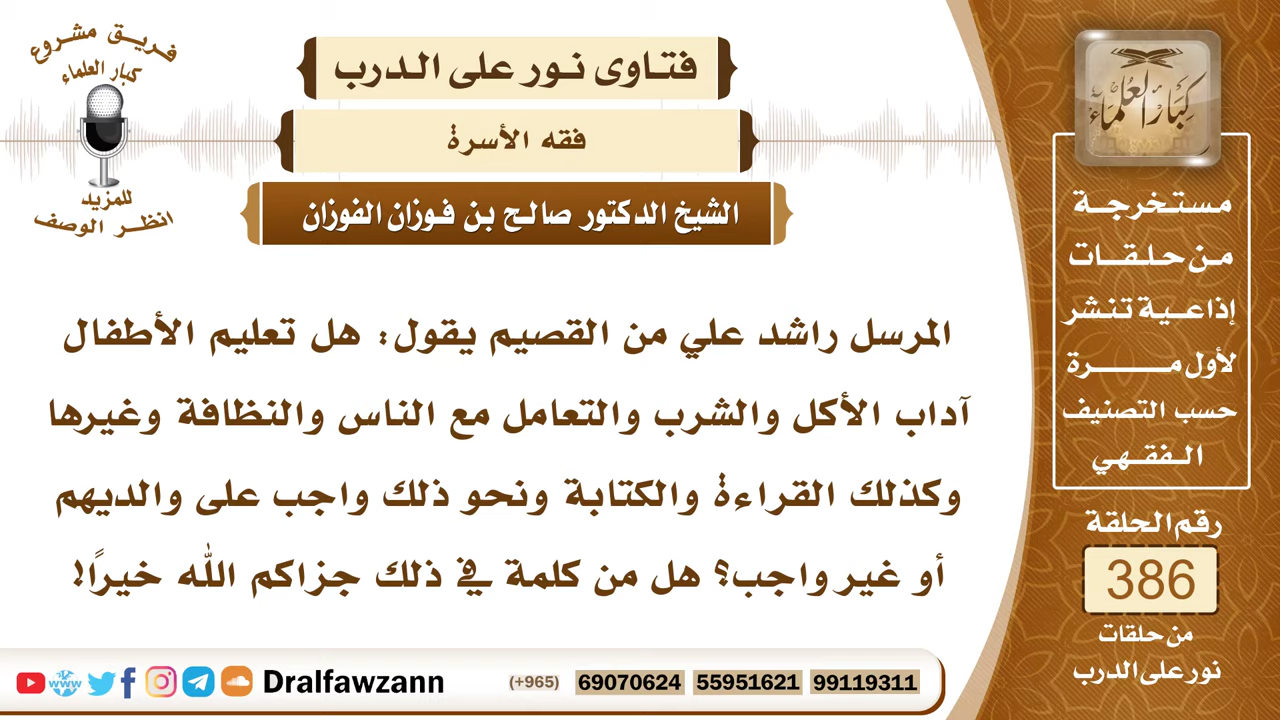 فريق مشروع
كبار العلماء
للمزيد
انظر الوصف
فتاوى نور على الدرب
فقه الأسرة
الشيخ الدكتور صالح بن فوزان الفوزان
المرسل راشد علي من القصيم يقول: هل تعليم الأطفال
آداب الأكل والشرب والتعامل مع الناس والنظافة وغيرها
وكذلك القراءة والكتابة ونحو ذلك واجب على والديهم
أو غير واجب؟ هل من كلمة في ذلك جزاكم الله خيرًا!
كبار العلماء
مستخرجة
من حلقات
إذاعية تنشر
لأول مرة
حسب التصنيف
الفقهي
رقم الحلقة
386
من حلقات
نور على الدرب
www
Dralfawzann (+965) 69070624 55951621 99119311